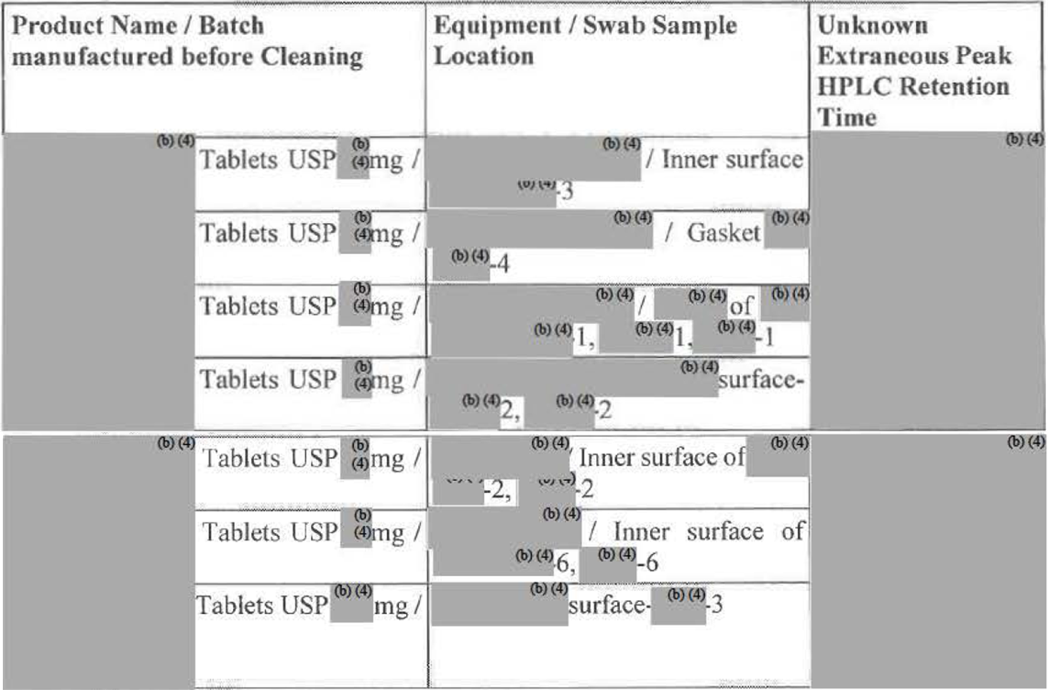 Product Name / Batch
manufactured before Cleaning
Equipment / Swab Sample
Location
Unknown
Extraneous Peak
HPLC Retention
Time
(b) (4) Tablets USP (b) (4) mg / (b) (4) / Inner surface (b) (4)
(b) (4)-3
Tablets USP (b) (4) mg / (b) (4) / Gasket (b) (4)
(b) (4)-4
Tablets USP (b) (4) mg / (b) (4) / (b) (4) of (b) (4)
(b) (4) 1, (b) (4) 1, (b) (4)-1
Tablets USP (b) (4) mg / (b) (4) surface-
(b) (4) 2, (b) (4)-2
(b) (4) Tablets USP (b) (4) mg / (b) (4) / Inner surface of (b) (4) (b) (4)
-2, (b) (4)-2
Tablets USP (b) (4) mg / (b) (4) / Inner surface of
(b) (4) 6, (b) (4)-6
Tablets USP (b) (4) mg / (b) (4) surface- (b) (4)-3